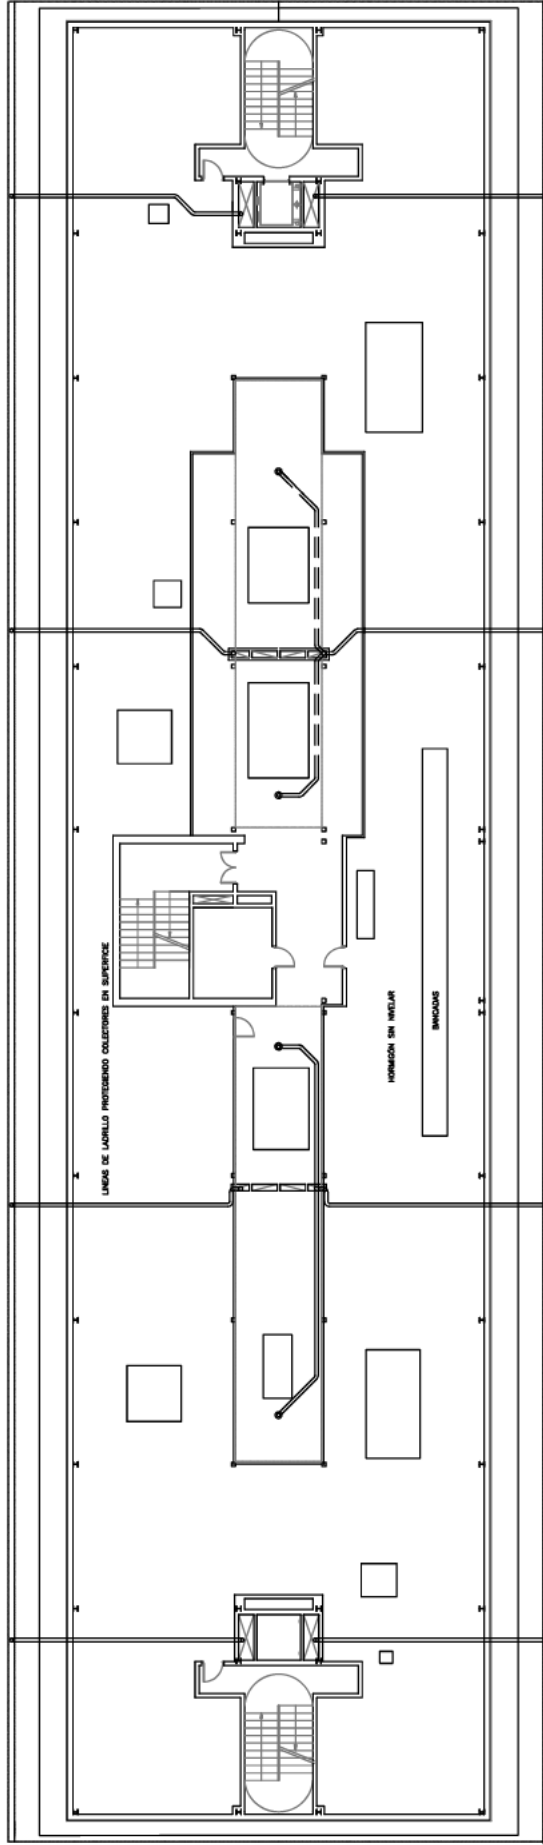 LINEAS DE LADRILLO PROTEGIENDO COLECTORES EN SUPERFICIE
HORMIGÓN SIN NIVELAR
BANCADAS